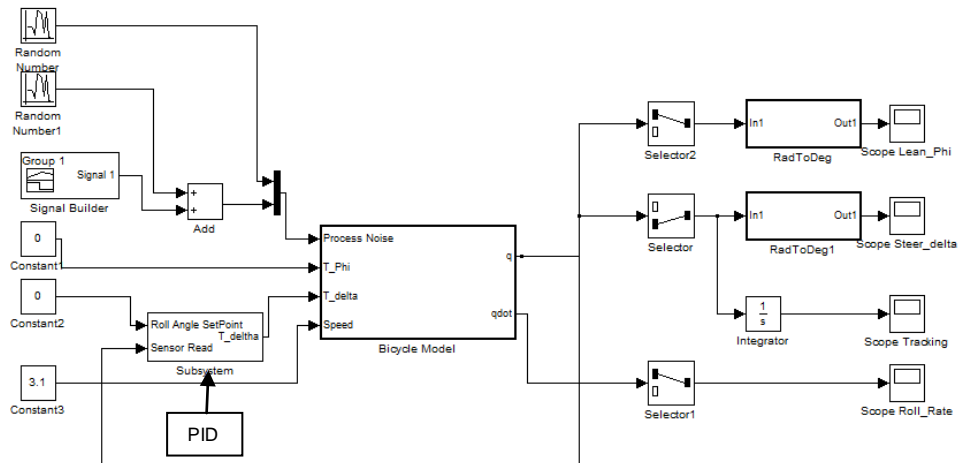 Random
Number
Random
Number1
Group 1
Signal 1
Signal Builder
+
+
Add
0
Constant1
0
Constant2
Roll Angle SetPoint
T_deltha
Sensor Read
Subsystem
3.1
Constant3
PID
Process Noise
T_Phi
T_delta
Speed
q
qdot
Bicycle Model
Selector2
In1
Out1
RadToDeg
Scope Lean_Phi
Selector
In1
Out1
RadToDeg1
Scope Steer_delta
1
s
Integrator
Scope Tracking
Selector1
Scope Roll_Rate